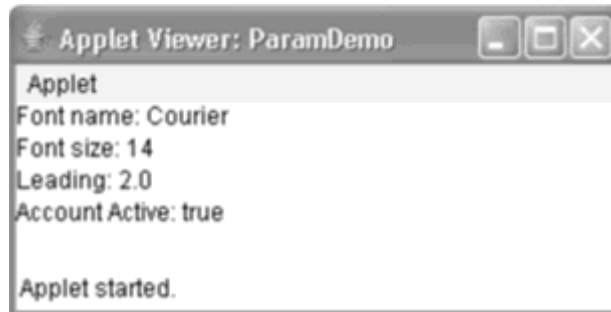 Applet Viewer: ParamDemo
Applet
Font name: Courier
Font size: 14
Leading: 2.0
Account Active: true
Applet started.